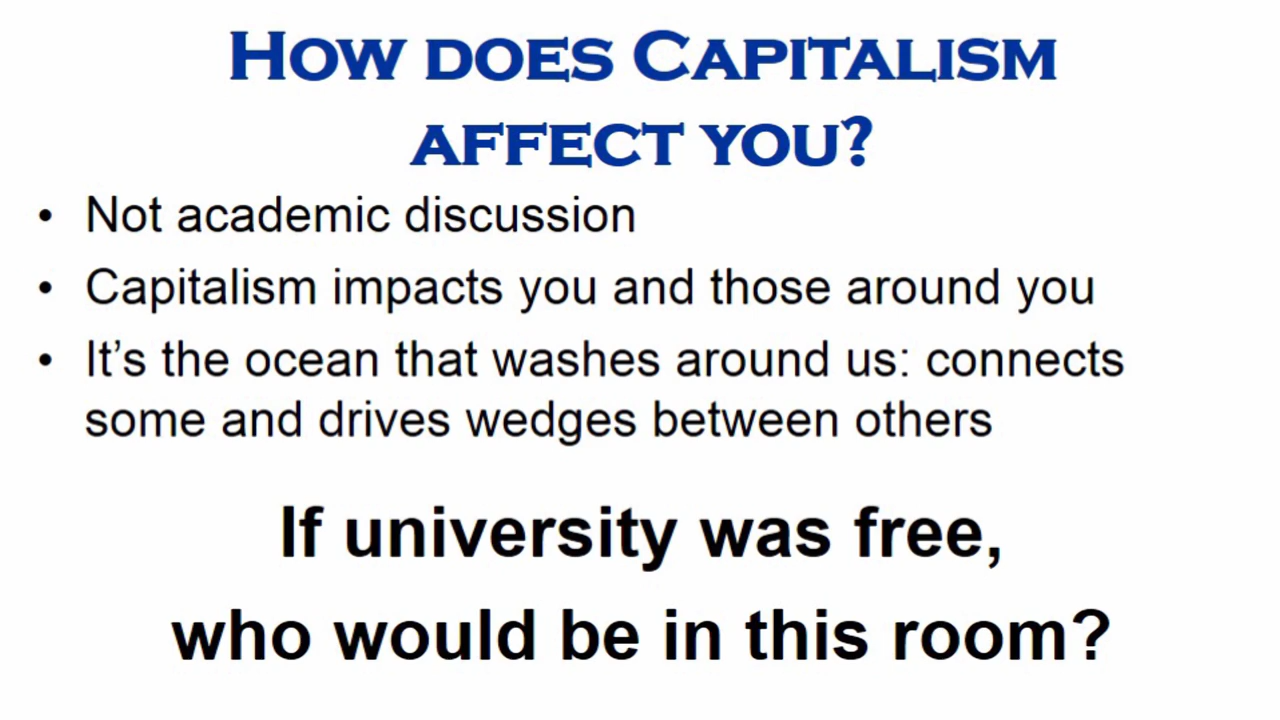 How does Capitalism
affect you?
• Not academic discussion
• Capitalism impacts you and those around you
• It’s the ocean that washes around us: connects
some and drives wedges between others
If university was free,
who would be in this room?